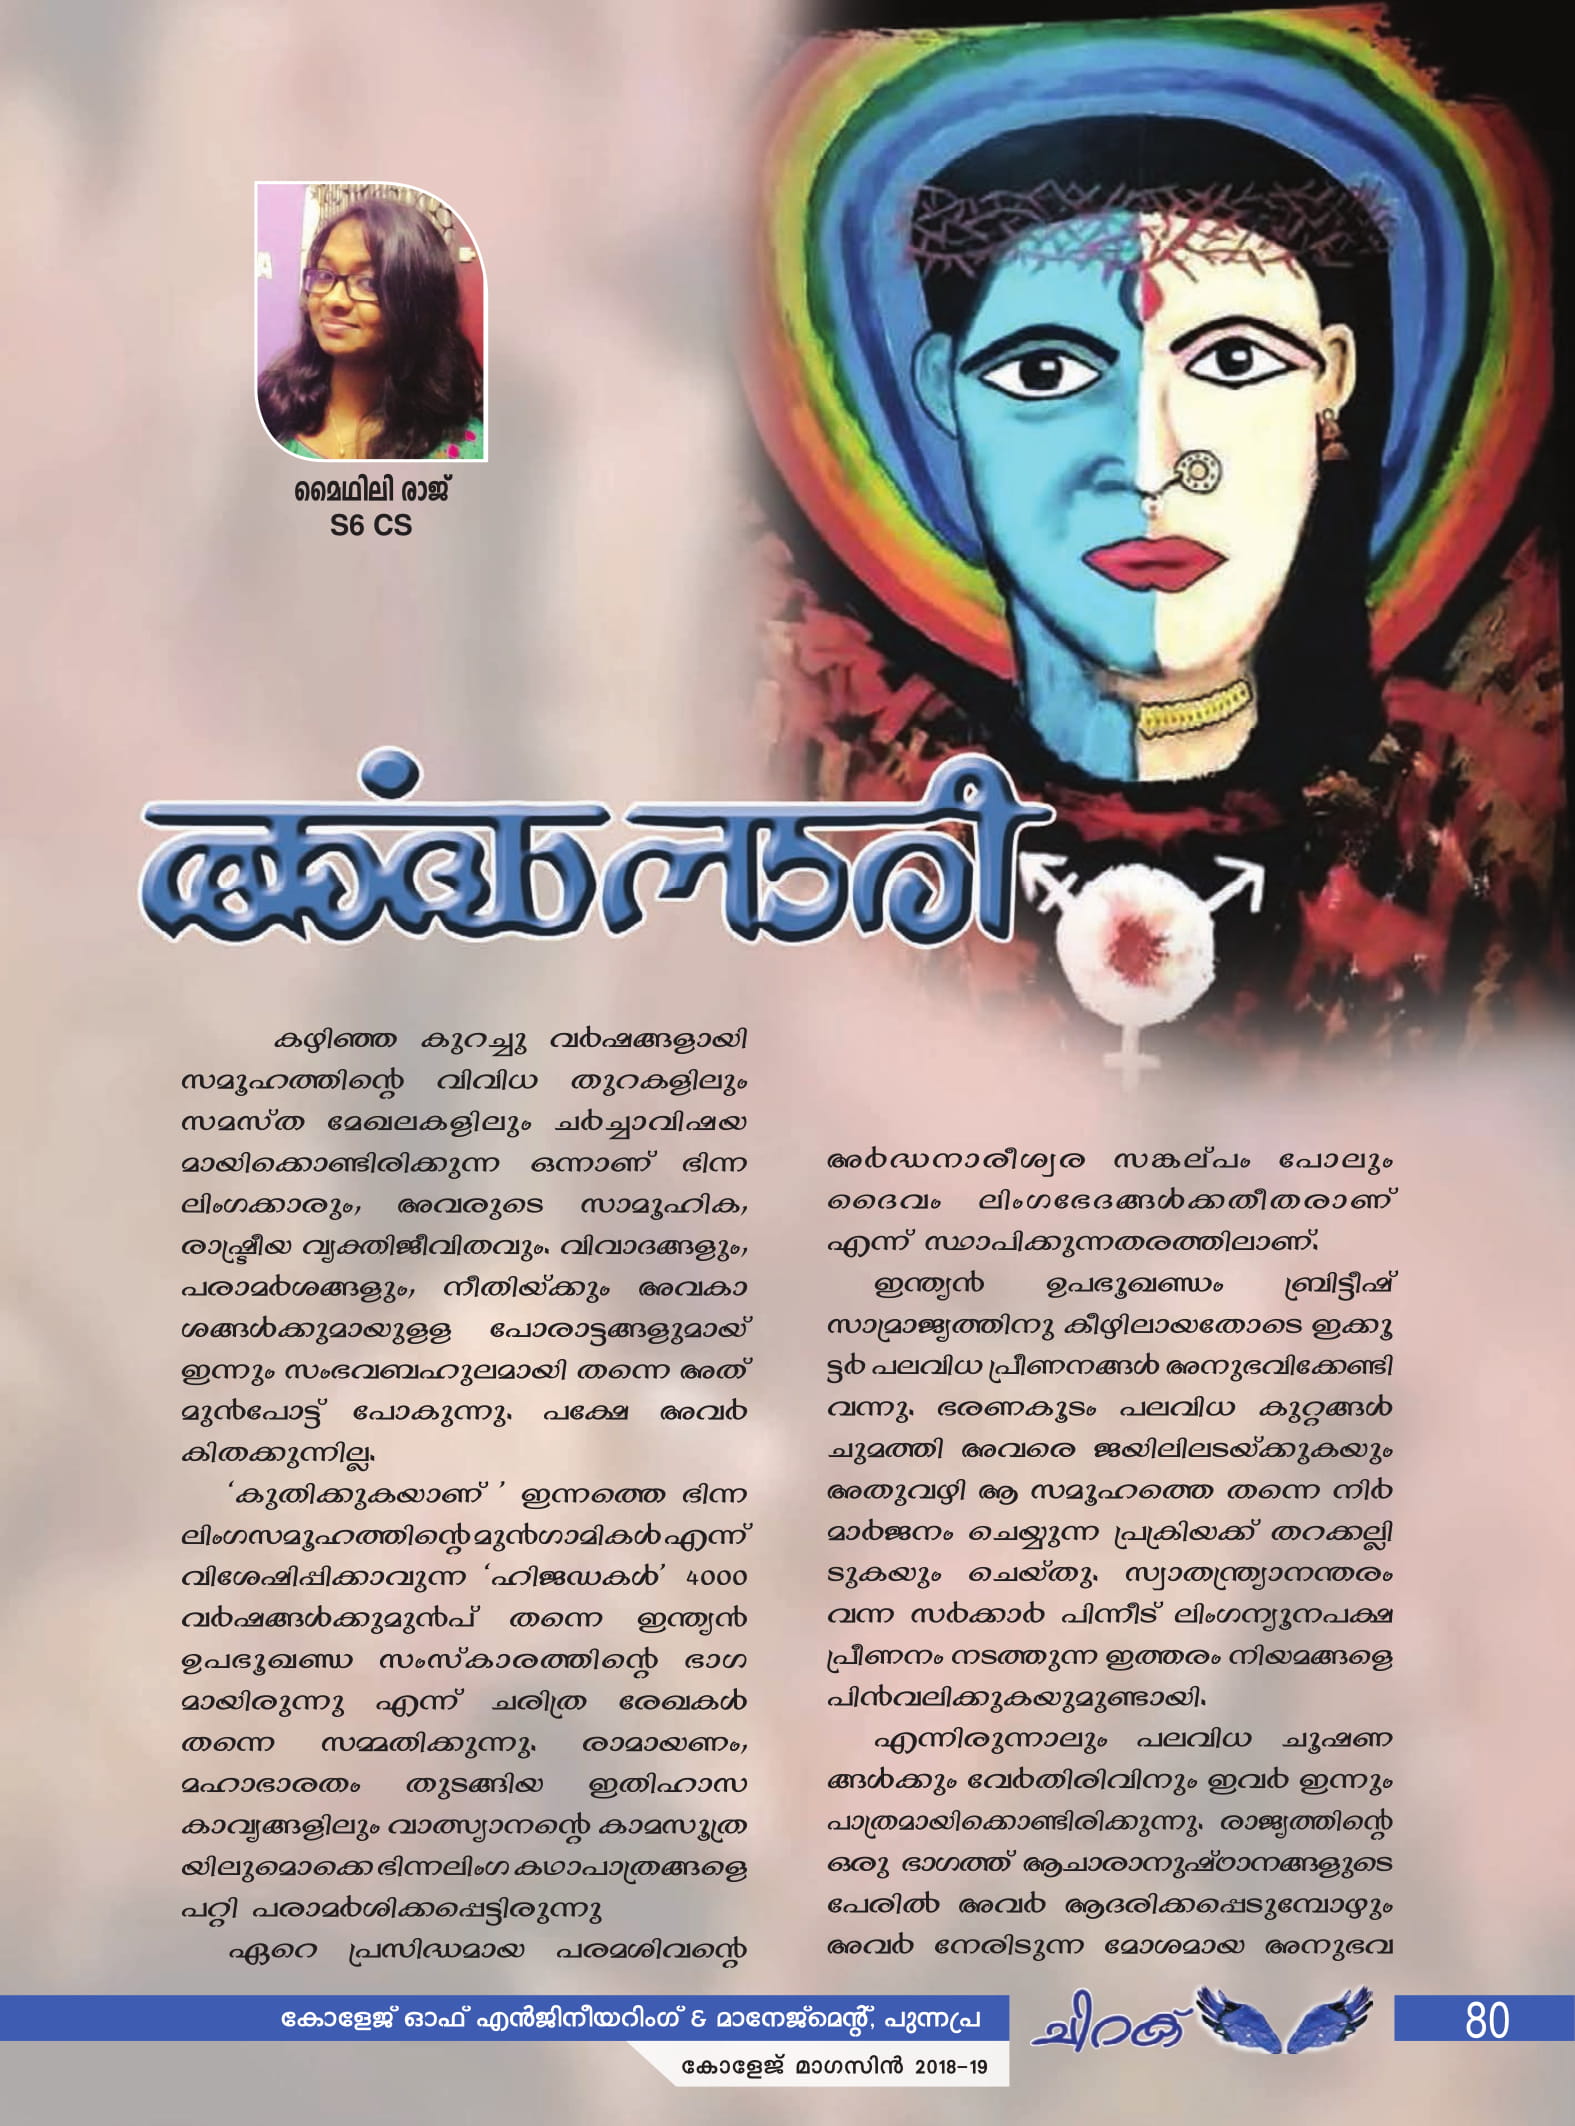 മൈഥിലി രാജ്
S6 CS
അർദ്ധനാരി
കഴിഞ്ഞ കുറച്ചു വർഷങ്ങളായി
സമൂഹത്തിന്റെ വിവിധ തുറകളിലും
സമസ്ത മേഖലകളിലും ചർച്ചാവിഷയ
മായിക്കൊണ്ടിരിക്കുന്ന ഒന്നാണ് ഭിന്ന
ലിംഗക്കാരും, അവരുടെ സാമൂഹിക,
രാഷ്ട്രീയ വ്യക്തിജീവിതവും. വിവാദങ്ങളും,
പരാമർശങ്ങളും, നീതിയ്ക്കും അവകാ
ശങ്ങൾക്കുമായുളള പോരാട്ടങ്ങളുമായ്
ഇന്നും സംഭവബഹുലമായി തന്നെ അത്
മുൻപോട്ട് പോകുന്നു. പക്ഷേ അവർ
കിതക്കുന്നില്ല.
‘കുതിക്കുകയാണ് ’ ഇന്നത്തെ ഭിന്ന
ലിംഗസമൂഹത്തിന്റെ മുൻഗാമികൾ എന്ന്
വിശേഷിപ്പിക്കാവുന്ന ‘ഹിജഡകൾ’ 4000
വർഷങ്ങൾക്കുമുൻപ് തന്നെ ഇന്ത്യൻ
ഉപഭൂഖണ്ഡ സംസ്കാരത്തിന്റെ ഭാഗ
മായിരുന്നു എന്ന് ചരിത്ര രേഖകൾ
തന്നെ സമ്മതിക്കുന്നു. രാമായണം,
മഹാഭാരതം തുടങ്ങിയ ഇതിഹാസ
കാവ്യങ്ങളിലും വാത്സ്യാനന്റെ കാമസൂത്ര
യിലുമൊക്കെ ഭിന്നലിംഗ കഥാപാത്രങ്ങളെ
പറ്റി പരാമർശിക്കപ്പെട്ടിരുന്നു
ഏറെ പ്രസിദ്ധമായ പരമശിവന്റെ
അർദ്ധനാരീശ്വര സങ്കല്പം പോലും
ദൈവം ലിംഗഭേദങ്ങൾക്കതീതരാണ്
എന്ന് സ്ഥാപിക്കുന്നതരത്തിലാണ്.
ഇന്ത്യൻ ഉപഭൂഖണ്ഡം ബ്രിട്ടീഷ്
സാമ്രാജ്യത്തിനു കീഴിലായതോടെ ഇക്കൂ
ട്ടർ പലവിധ പ്രീണനങ്ങൾ അനുഭവിക്കേണ്ടി
വന്നു. ഭരണകൂടം പലവിധ കുറ്റങ്ങൾ
ചുമത്തി അവരെ ജയിലിലടയ്ക്കുകയും
അതുവഴി ആ സമൂഹത്തെ തന്നെ നിർ
മാർജനം ചെയ്യുന്ന പ്രക്രിയക്ക് തറക്കല്ലി
ടുകയും ചെയ്തു. സ്വാതന്ത്ര്യാനന്തരം
വന്ന സർക്കാർ പിന്നീട് ലിംഗന്യൂനപക്ഷ
പ്രീണനം നടത്തുന്ന ഇത്തരം നിയമങ്ങളെ
പിൻവലിക്കുകയുമുണ്ടായി.
എന്നിരുന്നാലും പലവിധ ചൂഷണ
ങ്ങൾക്കും വേർതിരിവിനും ഇവർ ഇന്നും
പാത്രമായിക്കൊണ്ടിരിക്കുന്നു. രാജ്യത്തിന്റെ
ഒരു ഭാഗത്ത് ആചാരാനുഷ്ഠാനങ്ങളുടെ
പേരിൽ അവർ ആദരിക്കപ്പെടുമ്പോഴും
അവർ നേരിടുന്ന മോശമായ അനുഭവ
കോളേജ് ഓഫ് എൻജിനീയറിംഗ് & മാനേജ്മെന്റ്, പുന്നപ്ര
ചിറക്
80
കോളേജ് മാഗസിൻ 2018-19